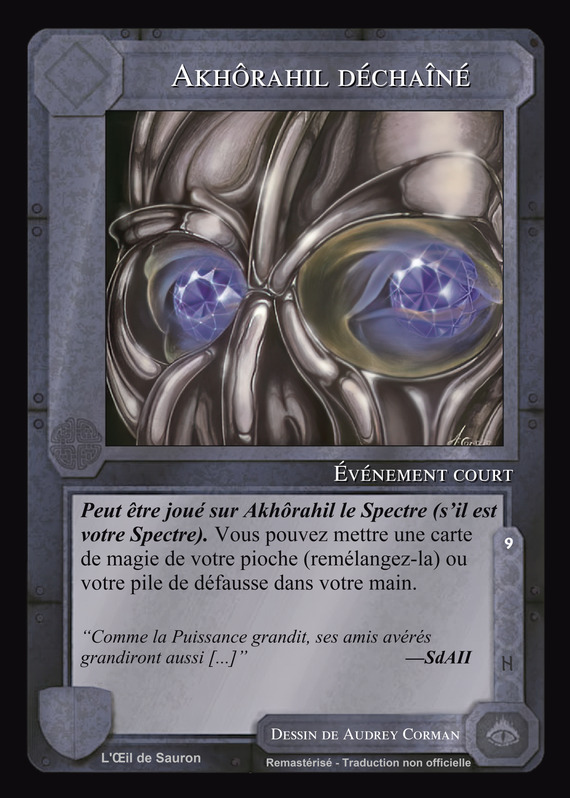 Akhôrahil déchaîné
Événement court
Peut être joué sur Akhôrahil le Spectre (s'il est
votre Spectre). Vous pouvez mettre une carte
de magie de votre pioche (remélangez-la) ou
votre pile de défausse dans votre main.
9
“Comme la Puissance grandit, ses amis avérés
grandiront aussi [...]”
—SdAII
Dessin de Audrey Corman
L'Œil de Sauron
Remastérisé - Traduction non officielle